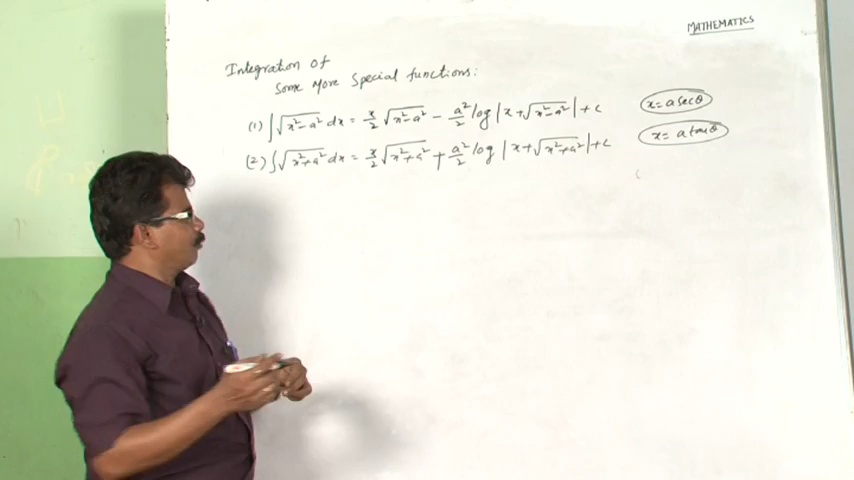 MATHEMATICS
Integration of
Some More Special functions:
(1) ∫√(x²-a²) dx = x/2 √(x²-a²) - a²/2 log |x+√(x²-a²)| + c   x = a secθ
(2) ∫√(x²+a²) dx = x/2 √(x²+a²) + a²/2 log |x+√(x²+a²)| + c   x = a tanθ